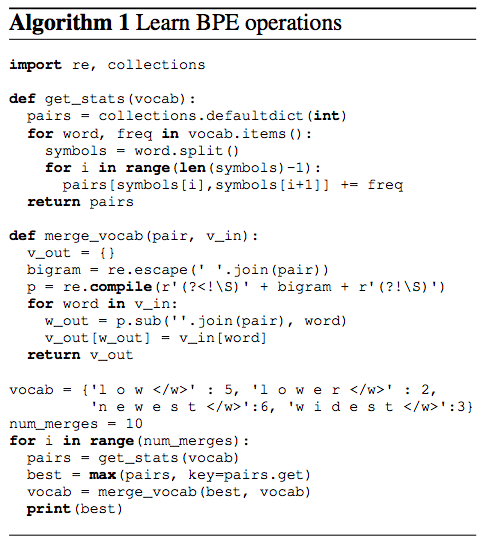 Algorithm 1 Learn BPE operations
import re, collections
def get_stats(vocab):
  pairs = collections.defaultdict(int)
  for word, freq in vocab.items():
    symbols = word.split()
    for i in range(len(symbols)-1):
      pairs[symbols[i],symbols[i+1]] += freq
  return pairs
def merge_vocab(pair, v_in):
  v_out = {}
  bigram = re.escape(' '.join(pair))
  p = re.compile(r'(?<!\S)' + bigram + r'(?!\S)')
  for word in v_in:
    w_out = p.sub(''.join(pair), word)
    v_out[w_out] = v_in[word]
  return v_out
vocab = {'l o w </w>' : 5, 'l o w e r </w>' : 2,
         'n e w e s t </w>':6, 'w i d e s t </w>':3}
num_merges = 10
for i in range(num_merges):
  pairs = get_stats(vocab)
  best = max(pairs, key=pairs.get)
  vocab = merge_vocab(best, vocab)
  print(best)